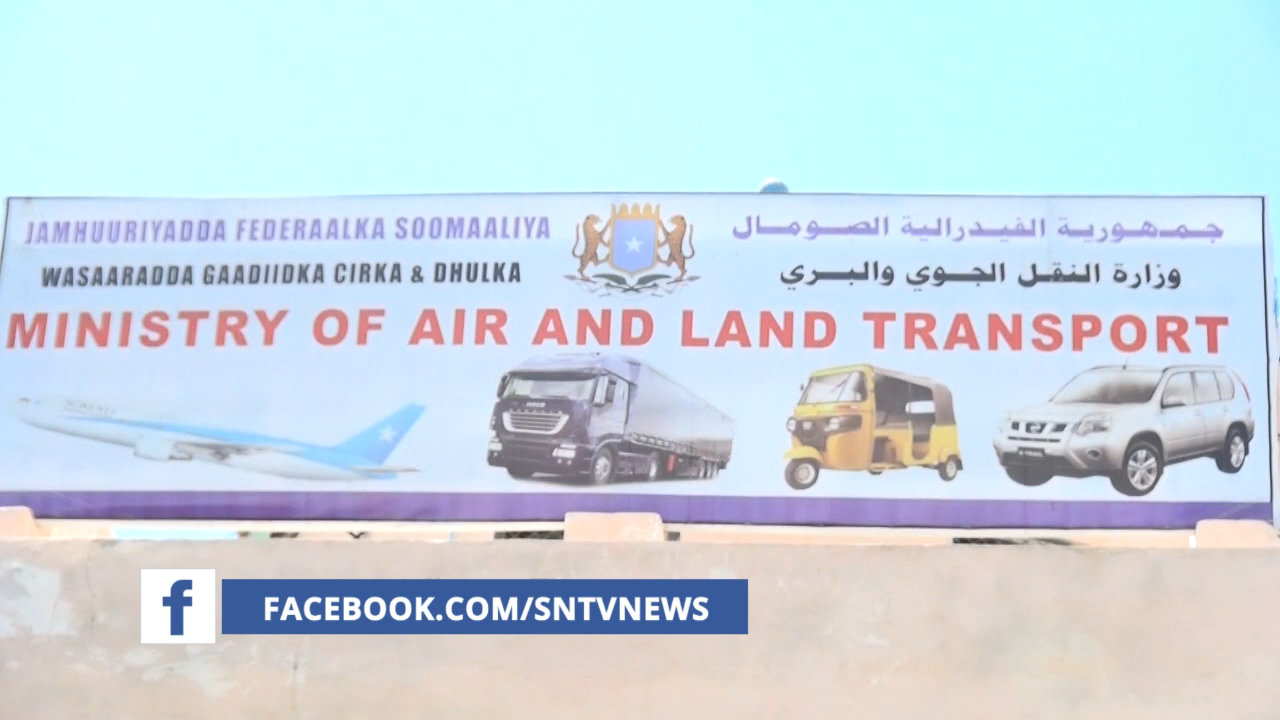 JAMHUURIYADDA FEDERAALKA SOOMAALIYA
جمهورية الفيدرالية الصومال
WASAARADDA GAADIIDKA CIRKA & DHULKA
وزارة النقل الجوي والبري
MINISTRY OF AIR AND LAND TRANSPORT
f FACEBOOK.COM/SNTVNEWS